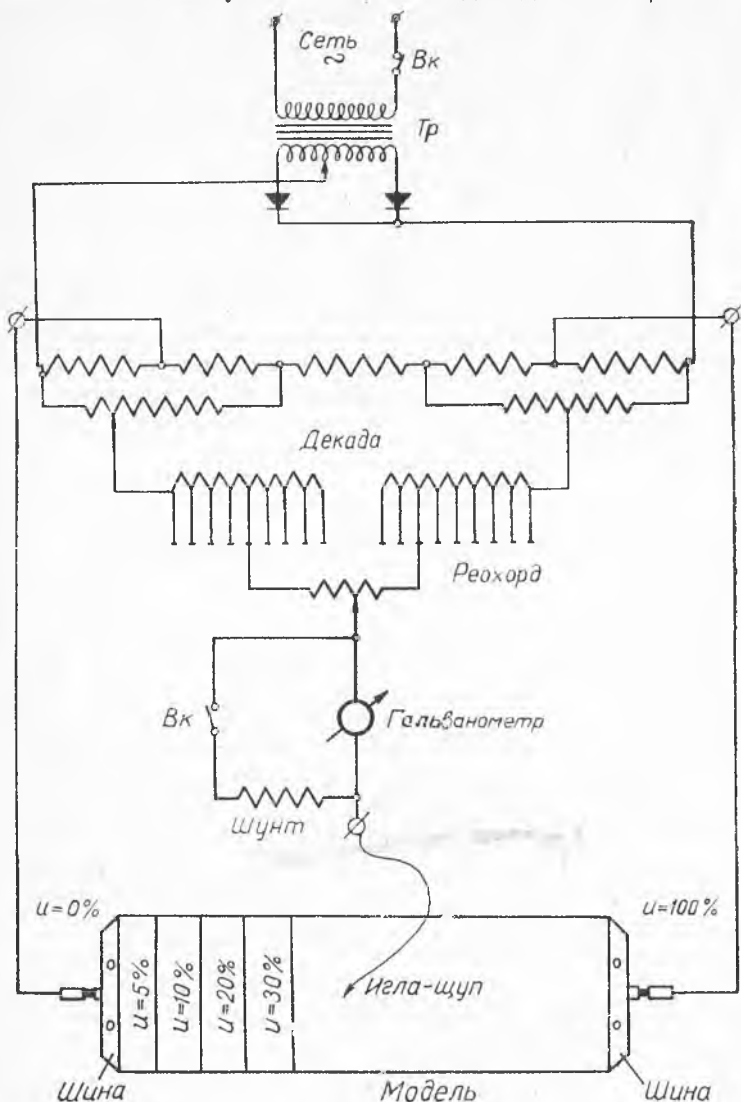 Сеть
~
Вк
Тр
Декада
Реохорд
Вк
Гальванометр
Шунт
u=0%
u=100%
u=5%
u=10%
u=20%
u=30%
Игла-щуп
Шина
Модель
Шина